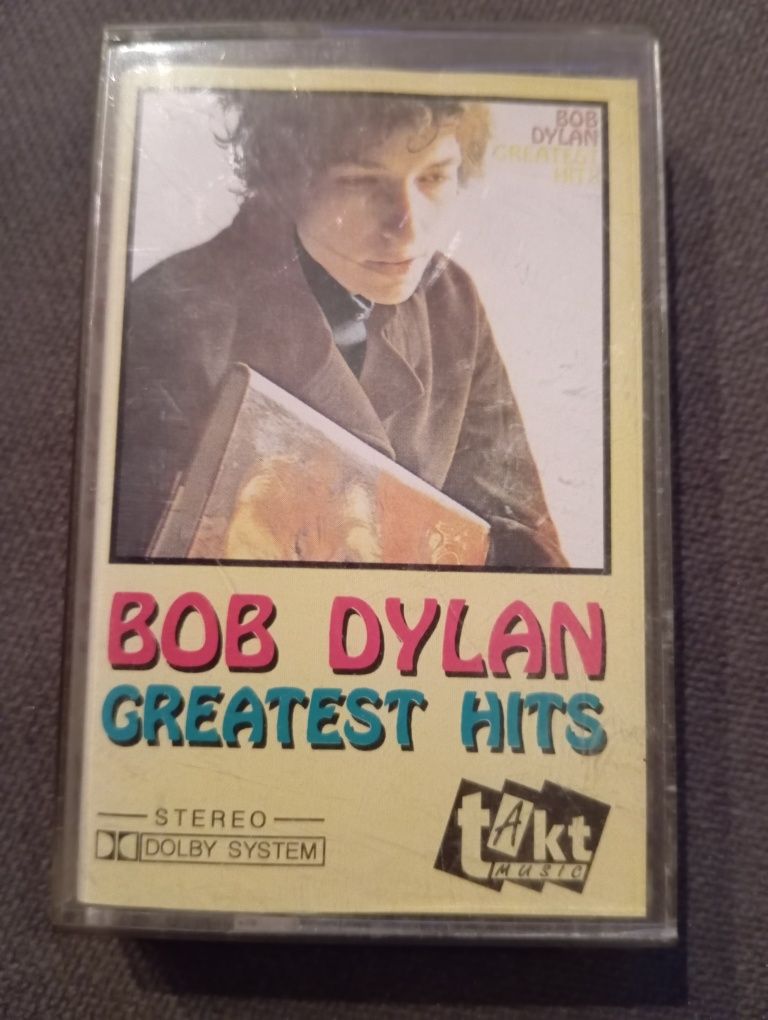 BOB
DYLAN
GREATEST
HITS
BOB DYLAN
GREATEST HITS
STEREO
DOLBY SYSTEM
tAkt
MUSIC